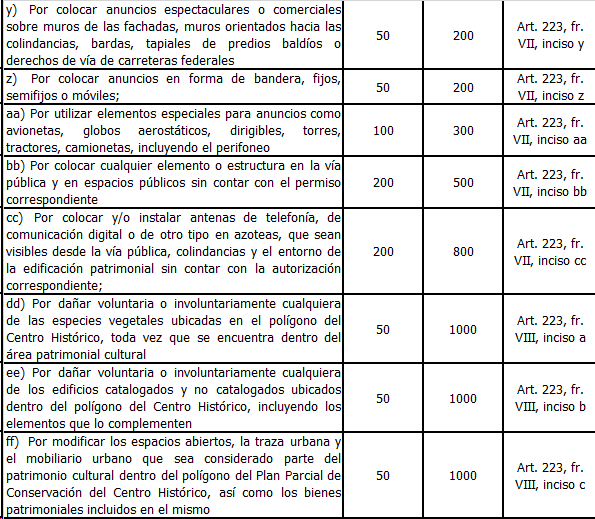 y) Por colocar anuncios espectaculares o comerciales
sobre muros de las fachadas, muros orientados hacia las
colindancias, bardas, tapiales de predios baldíos o
derechos de vía de carreteras federales
50
200
Art. 223, fr.
VII, inciso y
z) Por colocar anuncios en forma de bandera, fijos,
semifijos o móviles;
50
200
Art. 223, fr.
VII, inciso z
aa) Por utilizar elementos especiales para anuncios como
avionetas, globos aerostáticos, dirigibles, torres,
tractores, camionetas, incluyendo el perifoneo
100
300
Art. 223, fr.
VII, inciso aa
bb) Por colocar cualquier elemento o estructura en la vía
pública y en espacios públicos sin contar con el permiso
correspondiente
200
500
Art. 223, fr.
VII, inciso bb
cc) Por colocar y/o instalar antenas de telefonía, de
comunicación digital o de otro tipo en azoteas, que sean
visibles desde la vía pública, colindancias y el entorno de
la edificación patrimonial sin contar con la autorización
correspondiente;
200
800
Art. 223, fr.
VII, inciso cc
dd) Por dañar voluntaria o involuntariamente cualquiera
de las especies vegetales ubicadas en el polígono del
Centro Histórico, toda vez que se encuentra dentro del
área patrimonial cultural
50
1000
Art. 223, fr.
VIII, inciso a
ee) Por dañar voluntaria o involuntariamente cualquiera
de los edificios catalogados y no catalogados ubicados
dentro del polígono del Centro Histórico, incluyendo los
elementos que lo complementen
50
1000
Art. 223, fr.
VIII, inciso b
ff) Por modificar los espacios abiertos, la traza urbana y
el mobiliario urbano que sea considerado parte del
patrimonio cultural dentro del polígono del Plan Parcial de
Conservación del Centro Histórico, así como los bienes
patrimoniales incluidos en el mismo
50
1000
Art. 223, fr.
VIII, inciso c